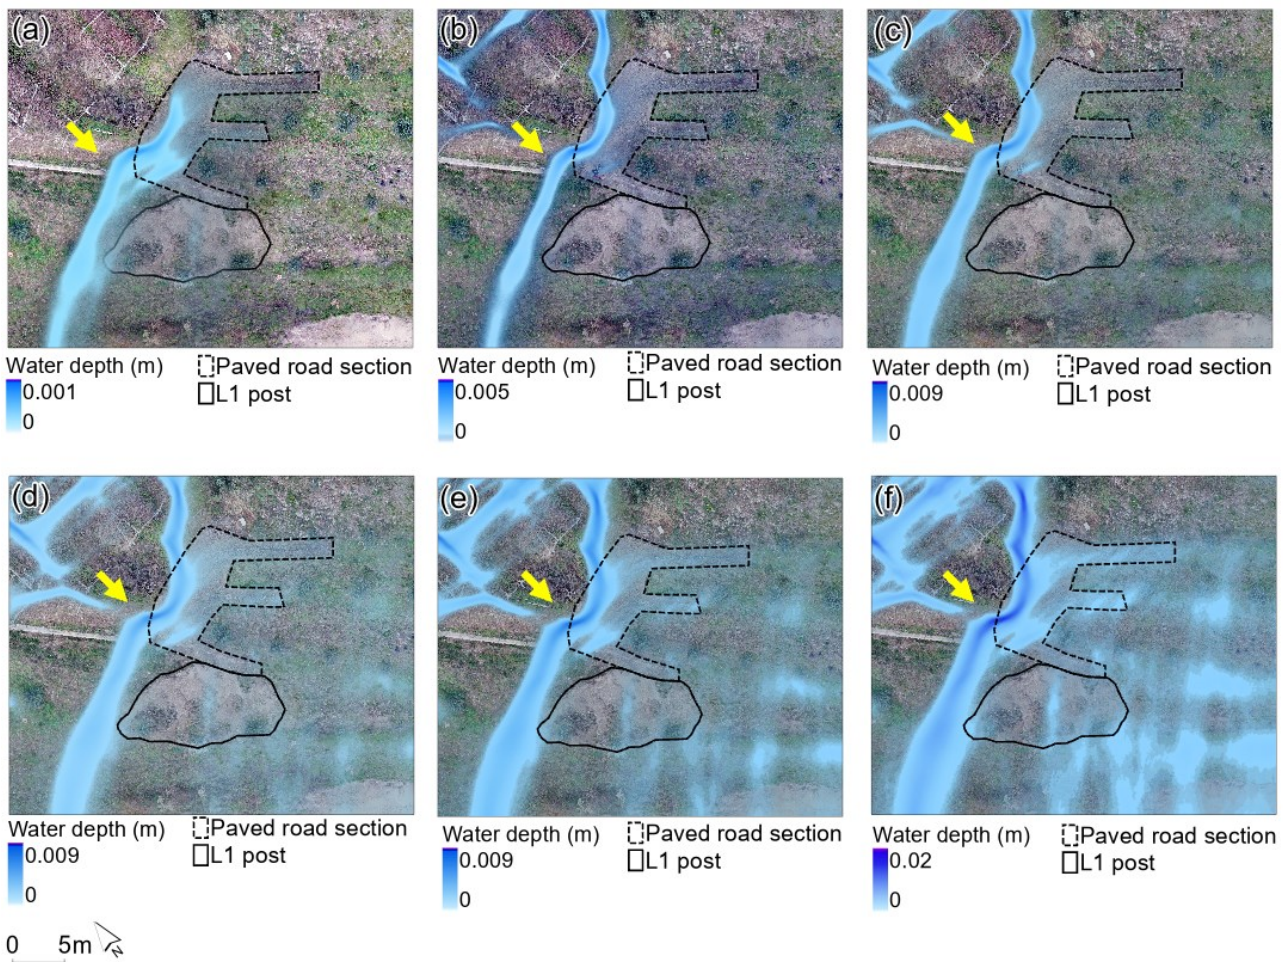 (a)
(b)
(c)
Water depth (m)
0.001
0
Paved road section
L1 post
Water depth (m)
0.005
0
Paved road section
L1 post
Water depth (m)
0.009
0
Paved road section
L1 post
(d)
(e)
(f)
Water depth (m)
0.009
0
Paved road section
L1 post
Water depth (m)
0.009
0
Paved road section
L1 post
Water depth (m)
0.02
0
Paved road section
L1 post
0 5m
N